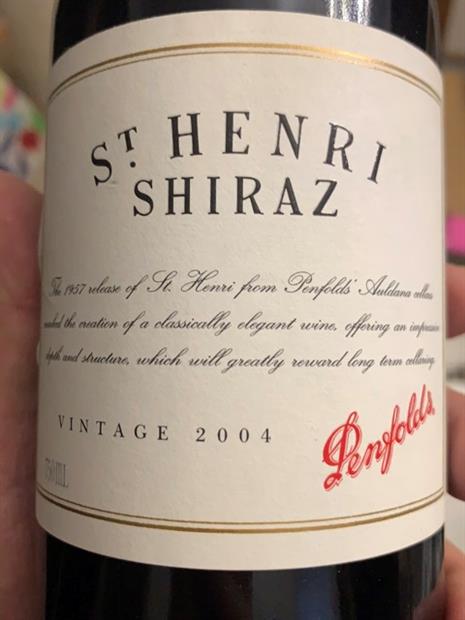 ST. HENRI
SHIRAZ
The 1957 release of St. Henri from Penfolds' Auldana cellars
marked the creation of a classically elegant wine, offering an impressive
depth and structure, which will greatly reward long term cellaring.
VINTAGE 2004
Penfolds
750ML